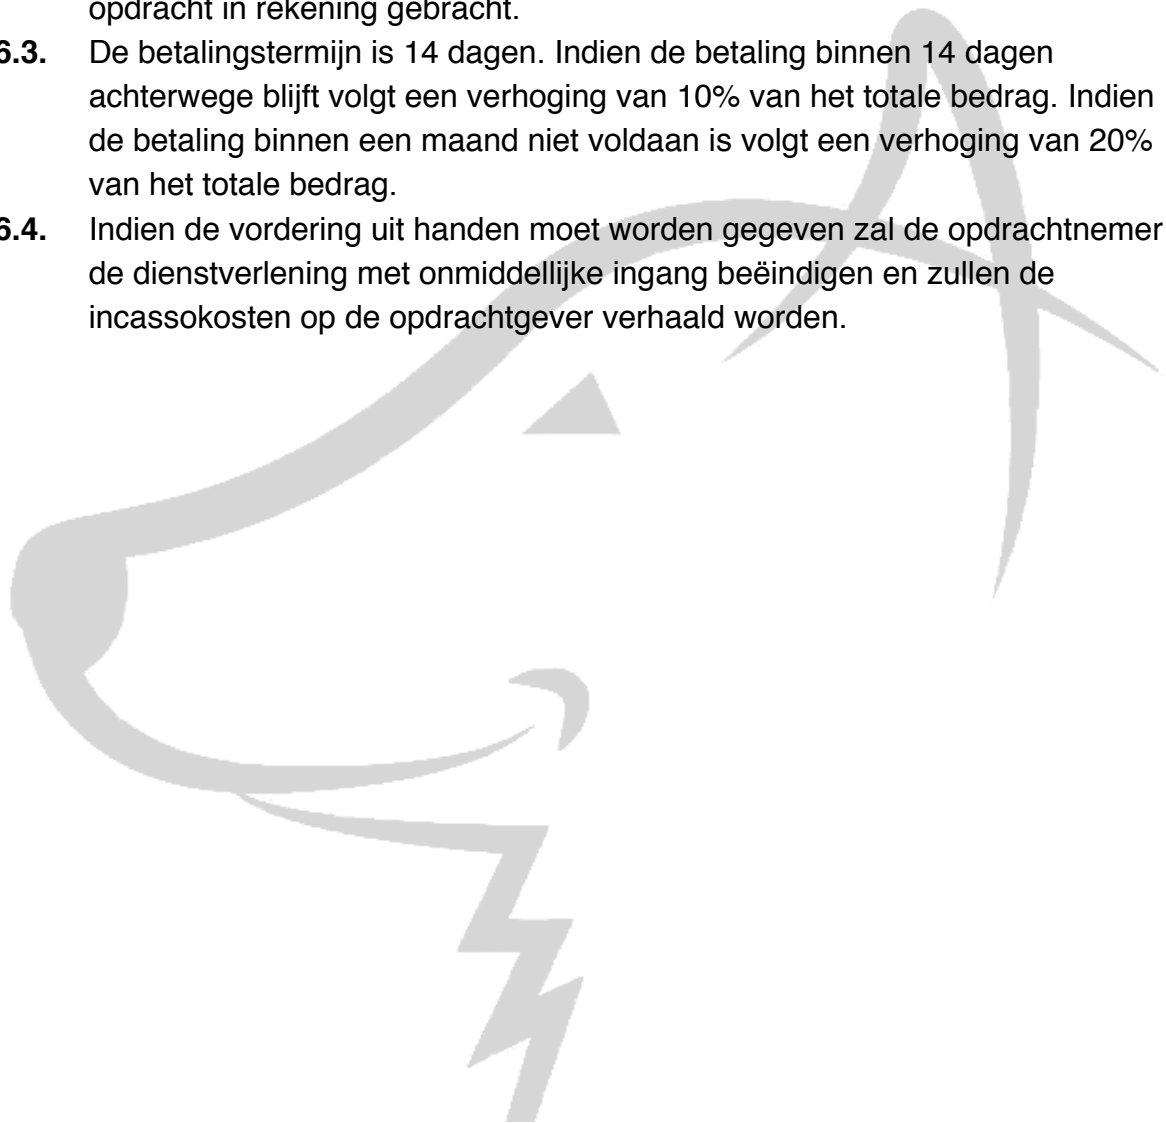 opdracht in rekening gebracht.
6.3. De betalingstermijn is 14 dagen. Indien de betaling binnen 14 dagen
achterwege blijft volgt een verhoging van 10% van het totale bedrag. Indien
de betaling binnen een maand niet voldaan is volgt een verhoging van 20%
van het totale bedrag.
6.4. Indien de vordering uit handen moet worden gegeven zal de opdrachtnemer
de dienstverlening met onmiddellijke ingang beëindigen en zullen de
incassokosten op de opdrachtgever verhaald worden.